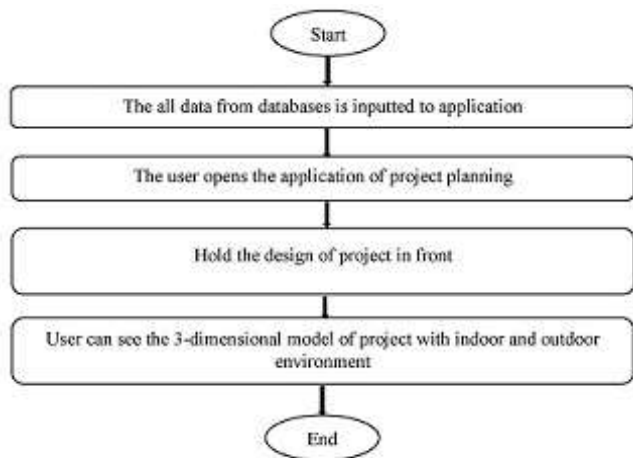 Start
The all data from databases is inputted to application
The user opens the application of project planning
Hold the design of project in front
User can see the 3-dimensional model of project with indoor and outdoor
environment
End